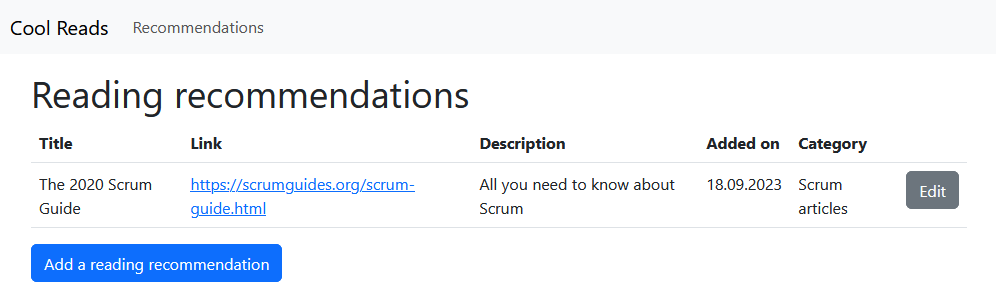 Cool Reads Recommendations
Reading recommendations
Title Link Description Added on Category
The 2020 Scrum https://scrumguides.org/scrum- All you need to know about 18.09.2023 Scrum Edit
Guide guide.html Scrum articles
Add a reading recommendation